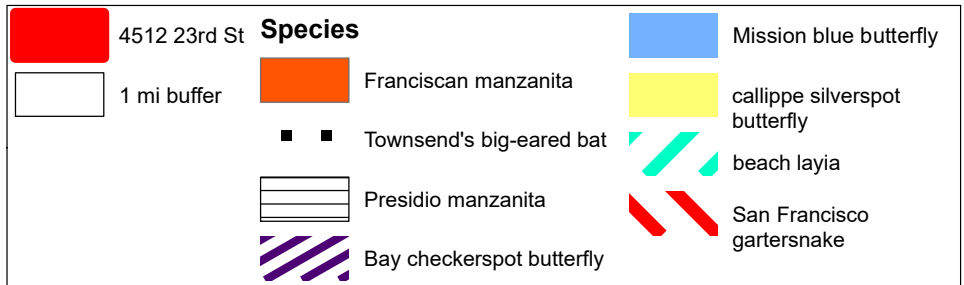 4512 23rd St
1 mi buffer
Species
Franciscan manzanita
Townsend's big-eared bat
Presidio manzanita
Bay checkerspot butterfly
Mission blue butterfly
callippe silverspot
butterfly
beach layia
San Francisco
gartersnake